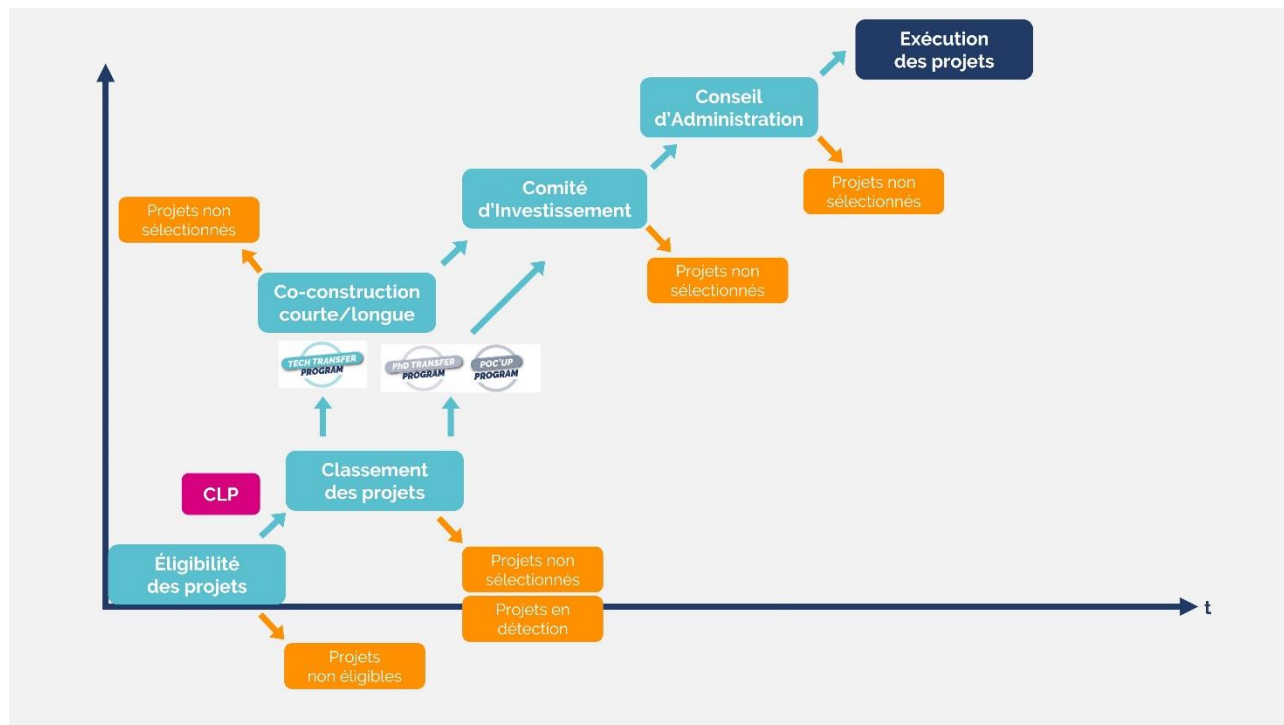 Exécution
des projets
Conseil
d'Administration
Projets non
sélectionnés
Comité
d'Investissement
Projets non
sélectionnés
Projets non
sélectionnés
Co-construction
courte/longue
TECH TRANSFER
PROGRAM
PhD TRANSFER
PROGRAM
POC'UP
PROGRAM
Classement
des projets
CLP
Éligibilité
des projets
Projets non
sélectionnés
Projets en
détection
t
Projets
non éligibles